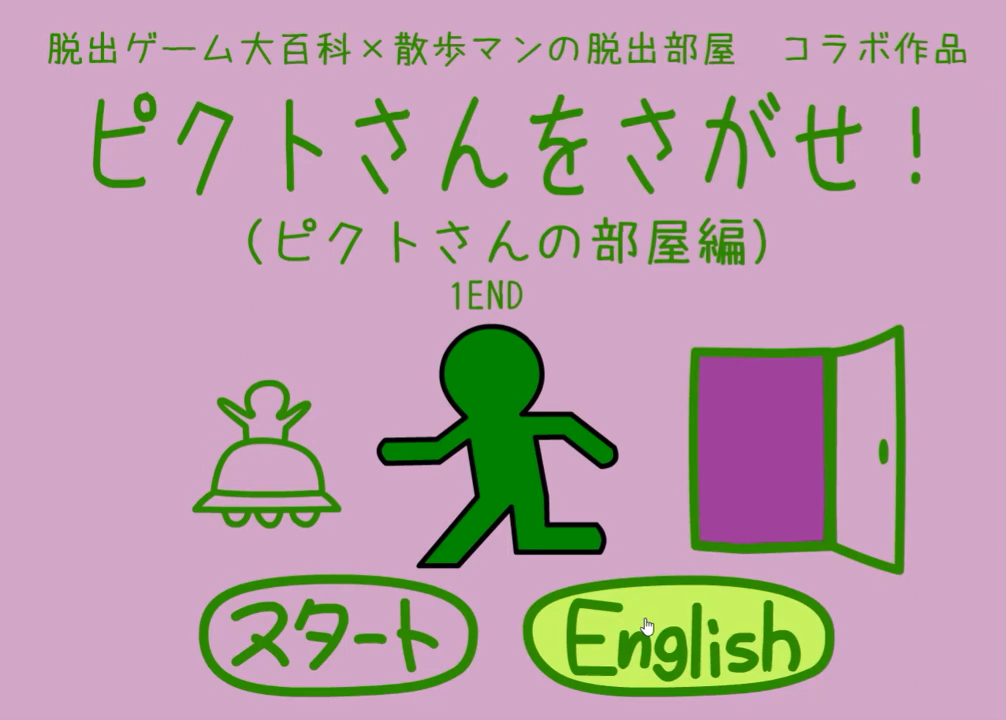 脱出ゲーム大百科×散歩マンの脱出部屋　コラボ作品
ピクトさんをさがせ！
（ピクトさんの部屋編）
1END
スタート
English